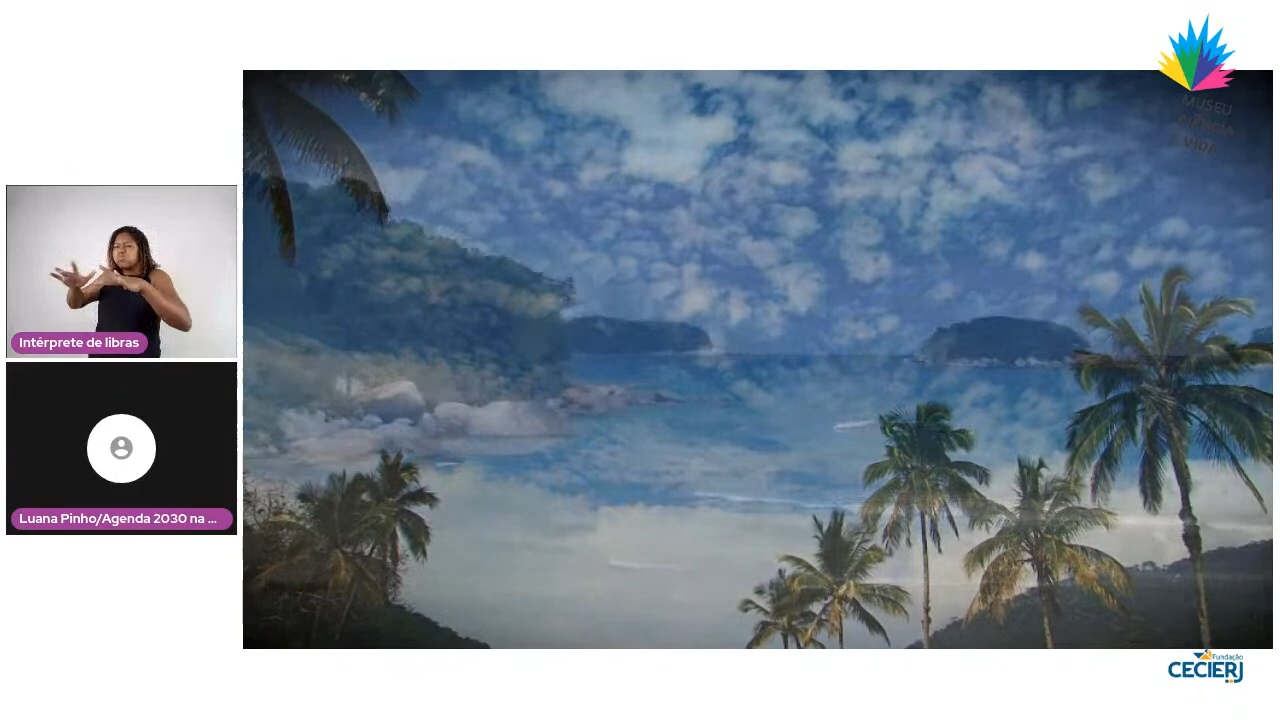 MUSEU
CIÊNCIA
VIDA
Intérprete de libras
Luana Pinho/Agenda 2030 na ...
Fundação
CECIERJ